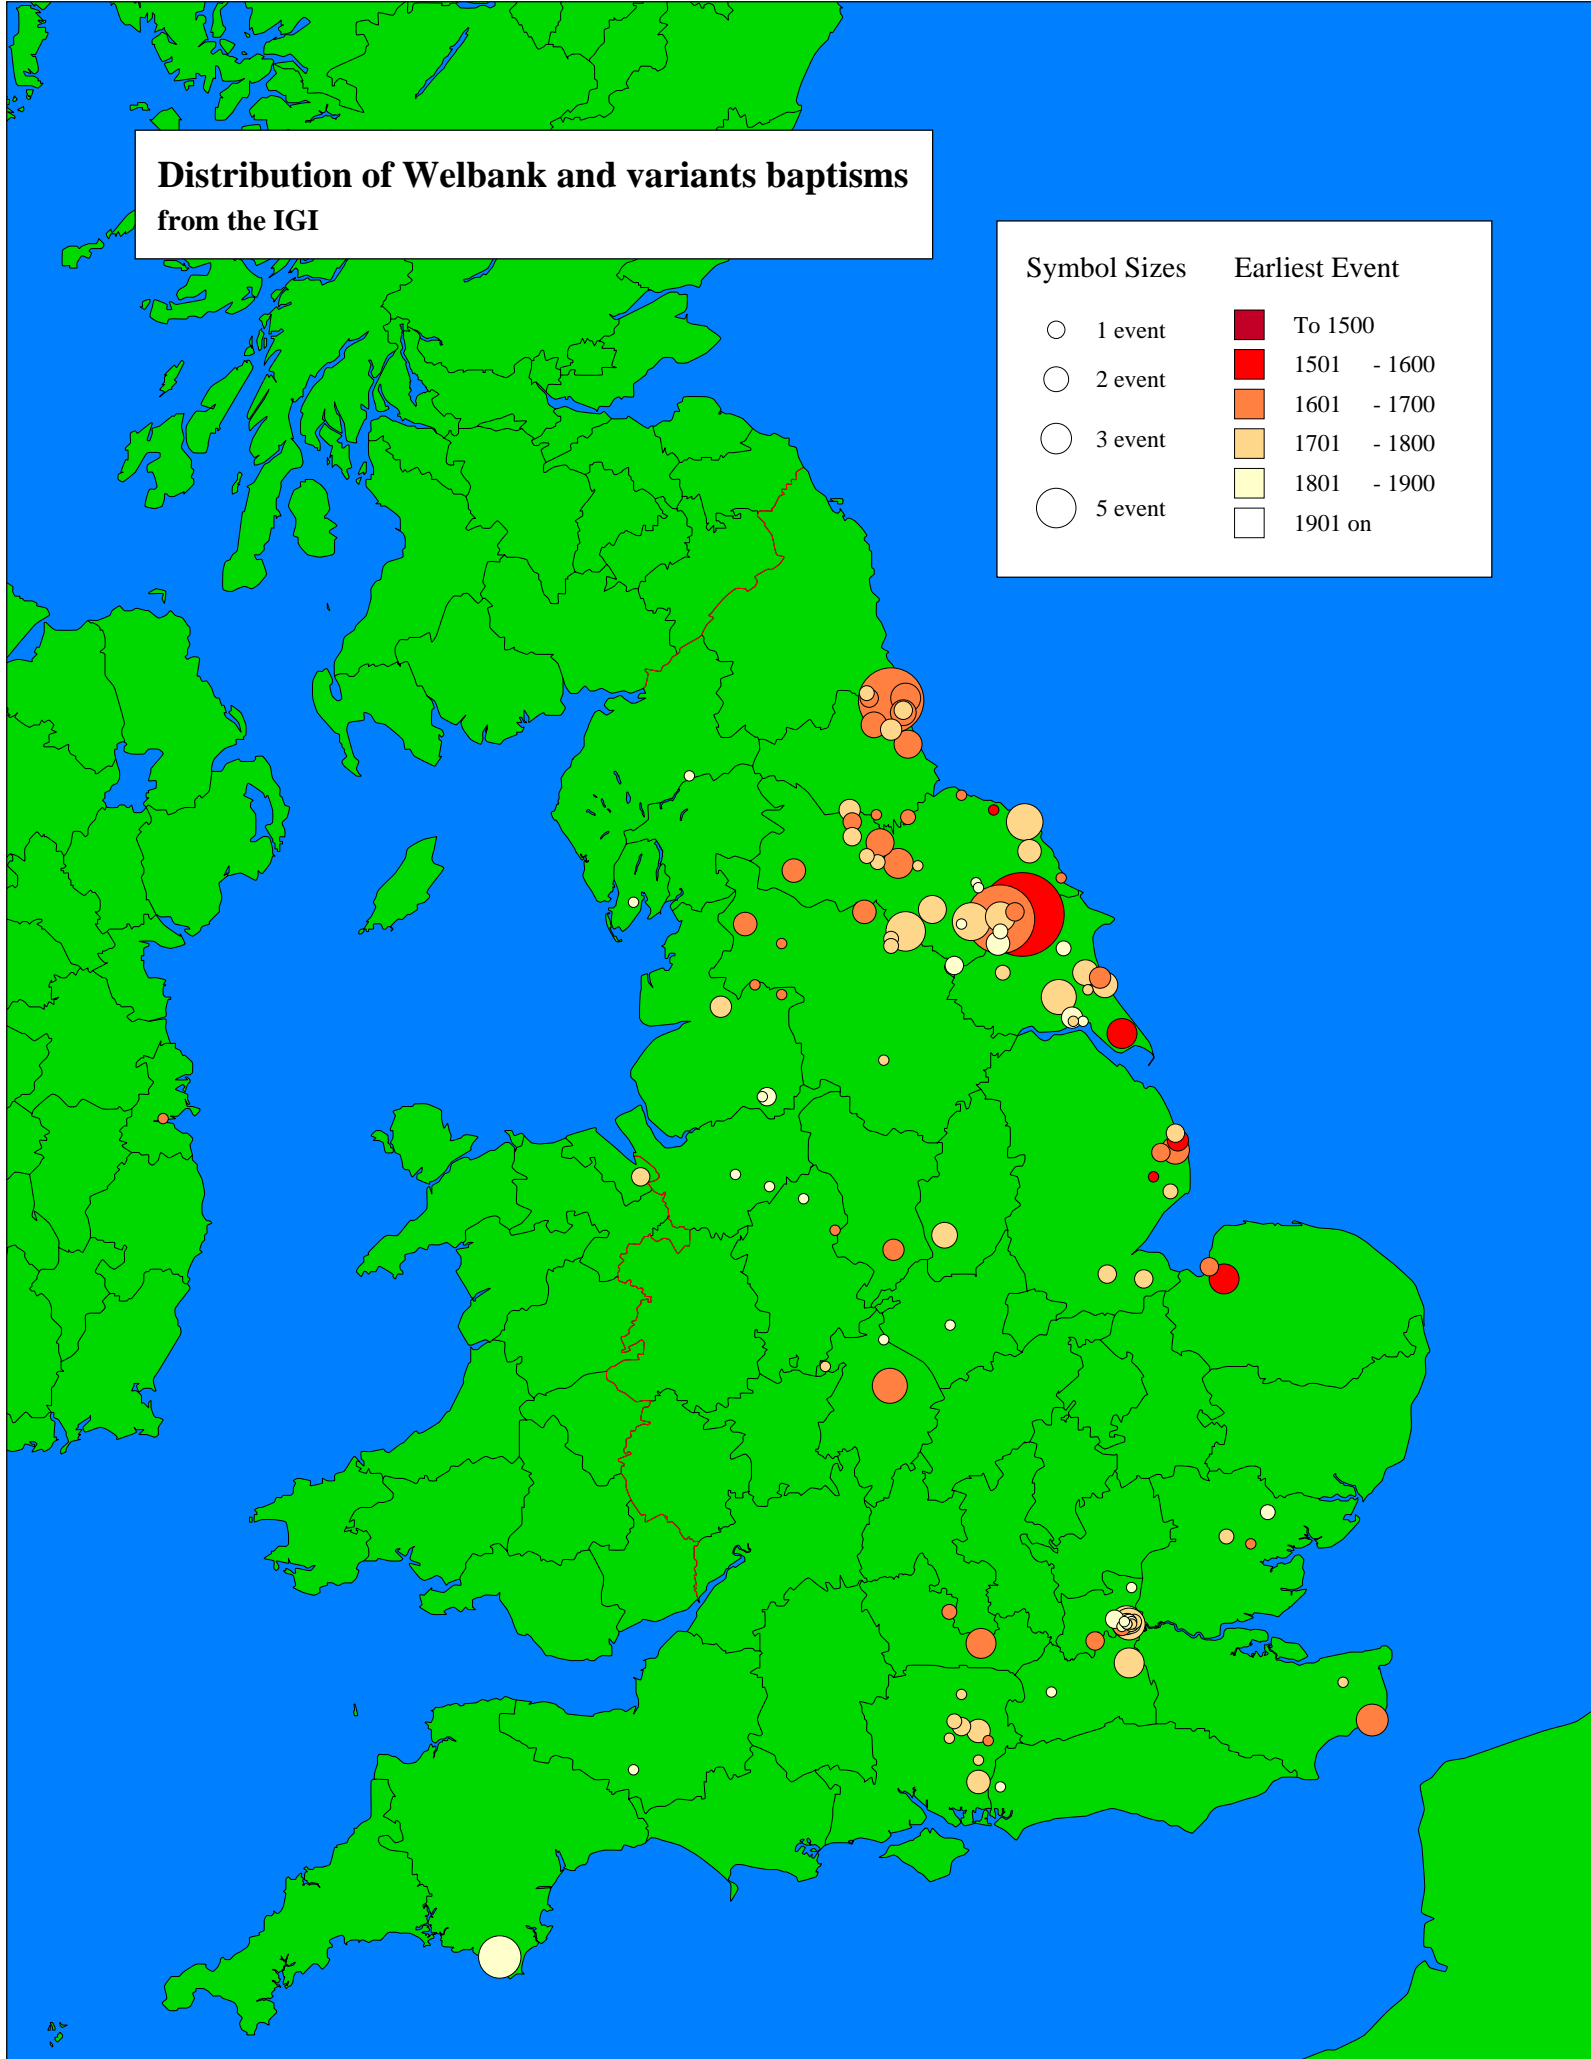 Distribution of Welbank and variants baptisms
from the IGI
Symbol Sizes
1 event
2 event
3 event
5 event
Earliest Event
To 1500
1501 - 1600
1601 - 1700
1701 - 1800
1801 - 1900
1901 on